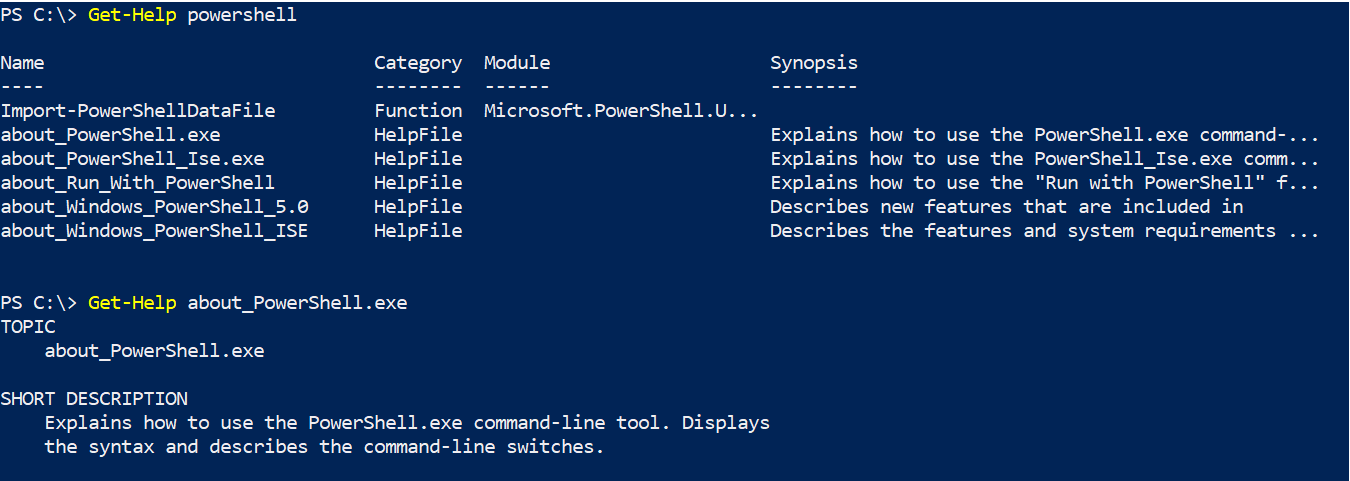 PS C:\> Get-Help powershell
Name Category Module Synopsis
---- -------- ------ --------
Import-PowerShellDataFile Function Microsoft.PowerShell.U...
about_PowerShell.exe HelpFile Explains how to use the PowerShell.exe command-...
about_PowerShell_Ise.exe HelpFile Explains how to use the PowerShell_Ise.exe comm...
about_Run_With_PowerShell HelpFile Explains how to use the "Run with PowerShell" f...
about_Windows_PowerShell_5.0 HelpFile Describes new features that are included in
about_Windows_PowerShell_ISE HelpFile Describes the features and system requirements ...
PS C:\> Get-Help about_PowerShell.exe
TOPIC
about_PowerShell.exe
SHORT DESCRIPTION
Explains how to use the PowerShell.exe command-line tool. Displays
the syntax and describes the command-line switches.